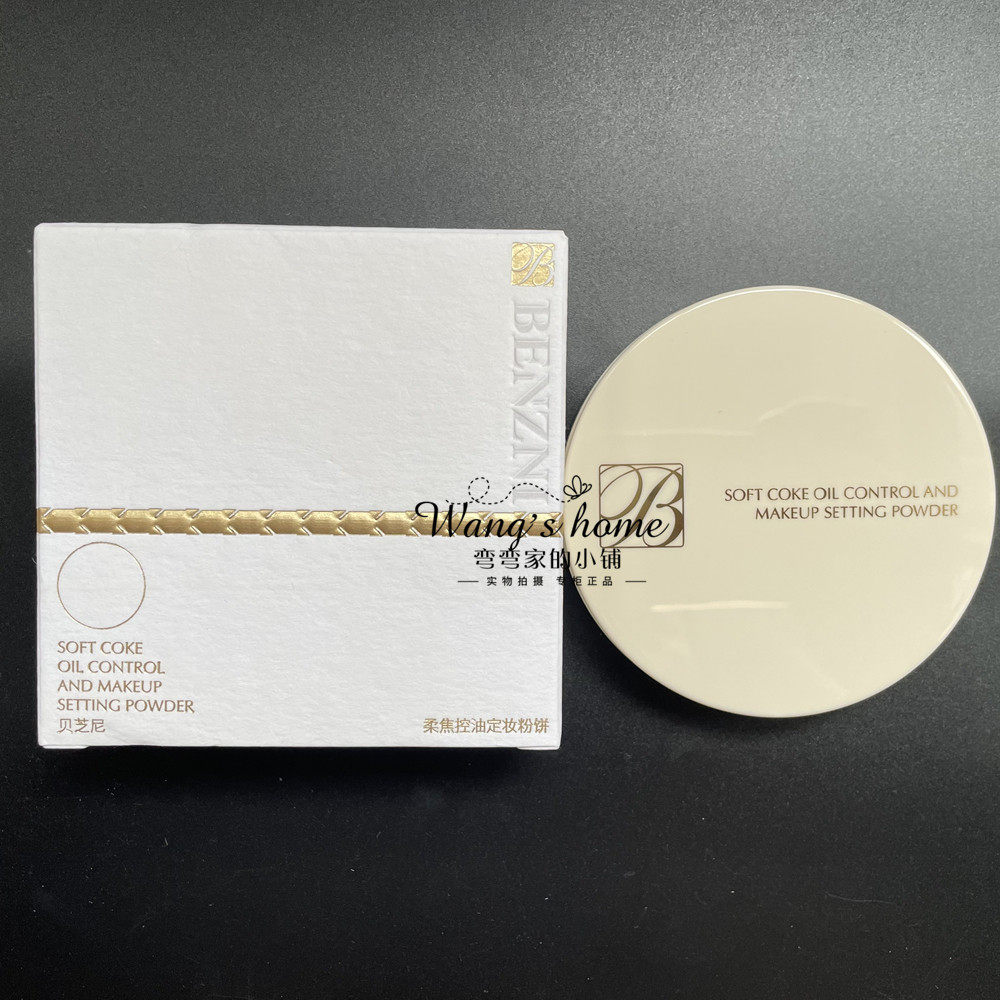 B
BENZNI
SOFT COKE
OIL CONTROL
AND MAKEUP
SETTING POWDER
贝芝尼
柔焦控油定妆粉饼
Wang's home
弯弯家的小铺
实物拍摄 专柜正品
B
SOFT COKE OIL CONTROL AND
MAKEUP SETTING POWDER